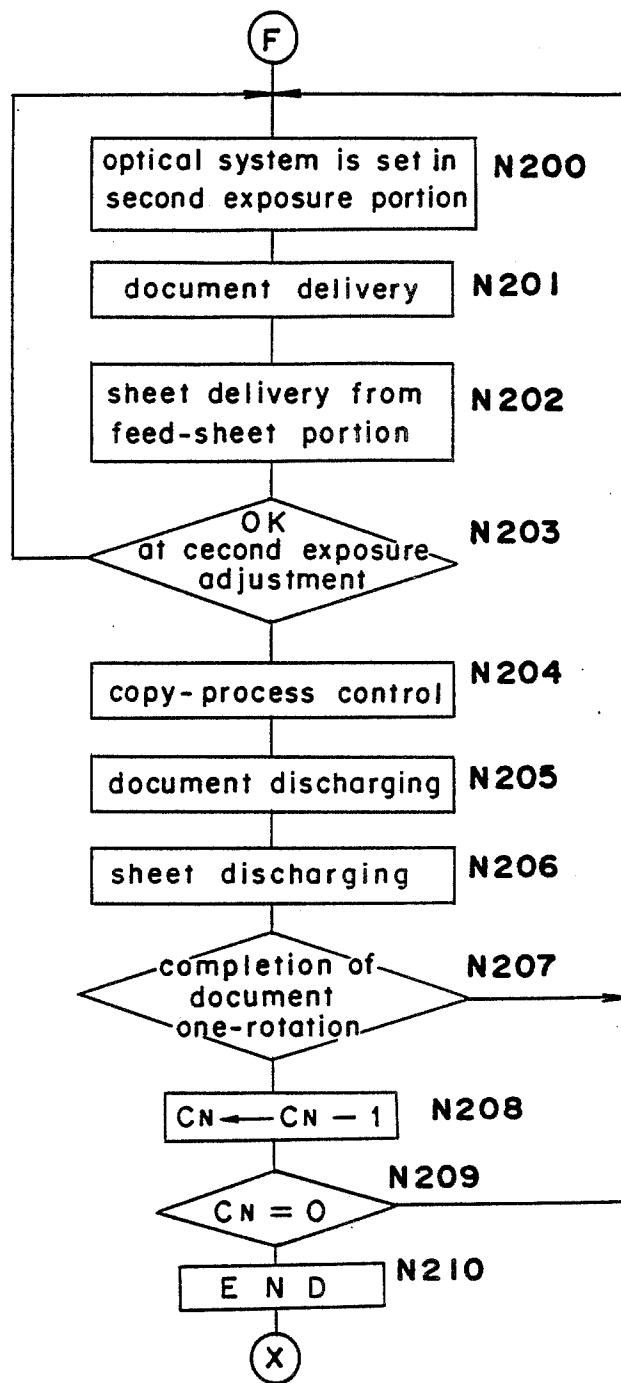 F
optical system is set in
second exposure portion
N200
document delivery
N201
sheet delivery from
feed-sheet portion
N202
OK
at cecond exposure
adjustment
N203
copy-process control
N204
document discharging
N205
sheet discharging
N206
completion of
document
one-rotation
N207
CN ← CN - 1
N208
CN = 0
N209
E N D
N210
X